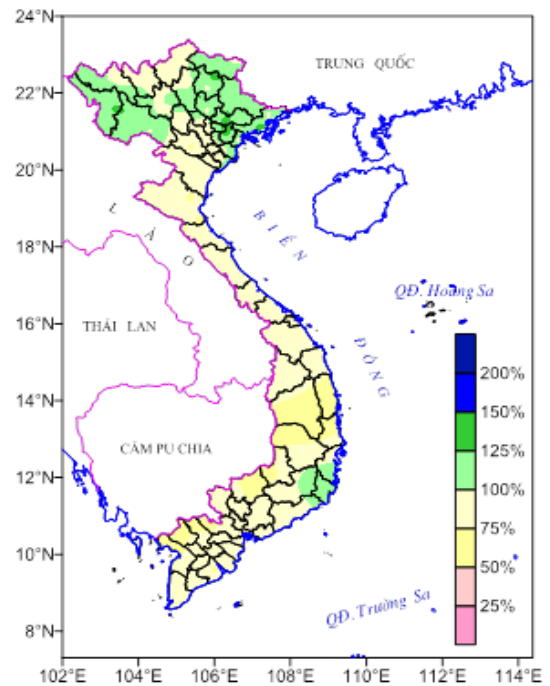 24°N
22°N
20°N
18°N
16°N
14°N
12°N
10°N
8°N
102°E
104°E
106°E
108°E
110°E
112°E
114°E
TRUNG QUỐC
LÀO
BIỂN
ĐÔNG
QĐ. Hoàng Sa
THÁI LAN
CĂM PU CHIA
QĐ. Trường Sa
200%
150%
125%
100%
75%
50%
25%